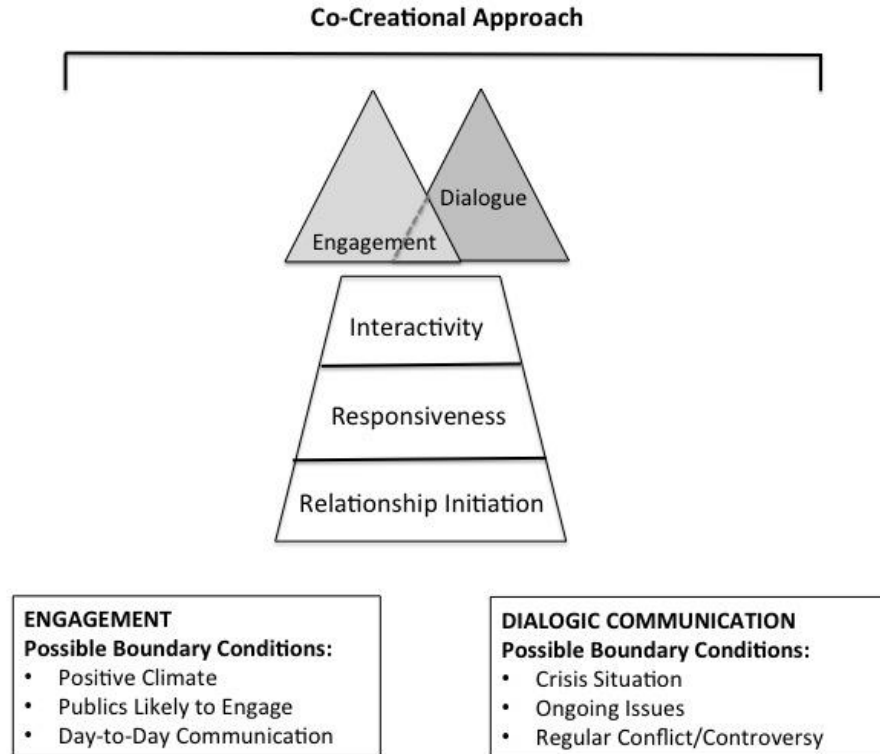 Co-Creational Approach
Dialogue
Engagement
Interactivity
Responsiveness
Relationship Initiation
ENGAGEMENT
Possible Boundary Conditions:
• Positive Climate
• Publics Likely to Engage
• Day-to-Day Communication
DIALOGIC COMMUNICATION
Possible Boundary Conditions:
• Crisis Situation
• Ongoing Issues
• Regular Conflict/Controversy